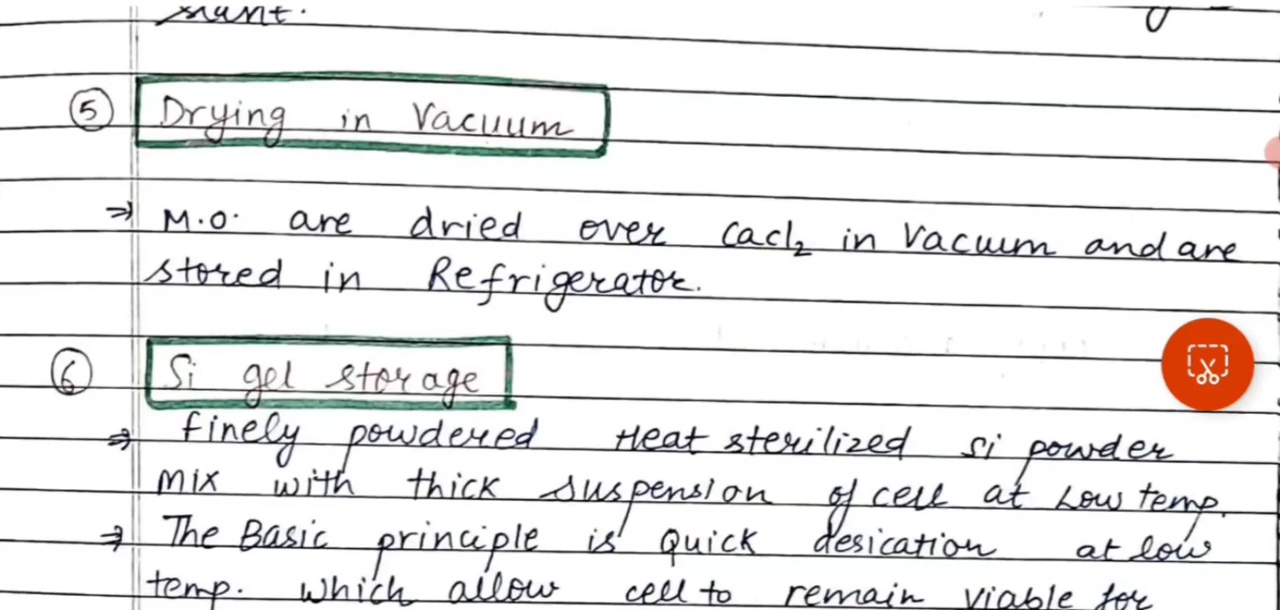 ⑤ Drying in Vacuum
⇒ M.O. are dried over CaCl₂ in Vacuum and are
stored in Refrigerator.
⑥ Si gel storage
⇒ finely powdered Heat sterilized Si powder
mix with thick suspension of cell at Low temp.
⇒ The Basic principle is Quick desication at low
temp. which allow cell to remain viable for